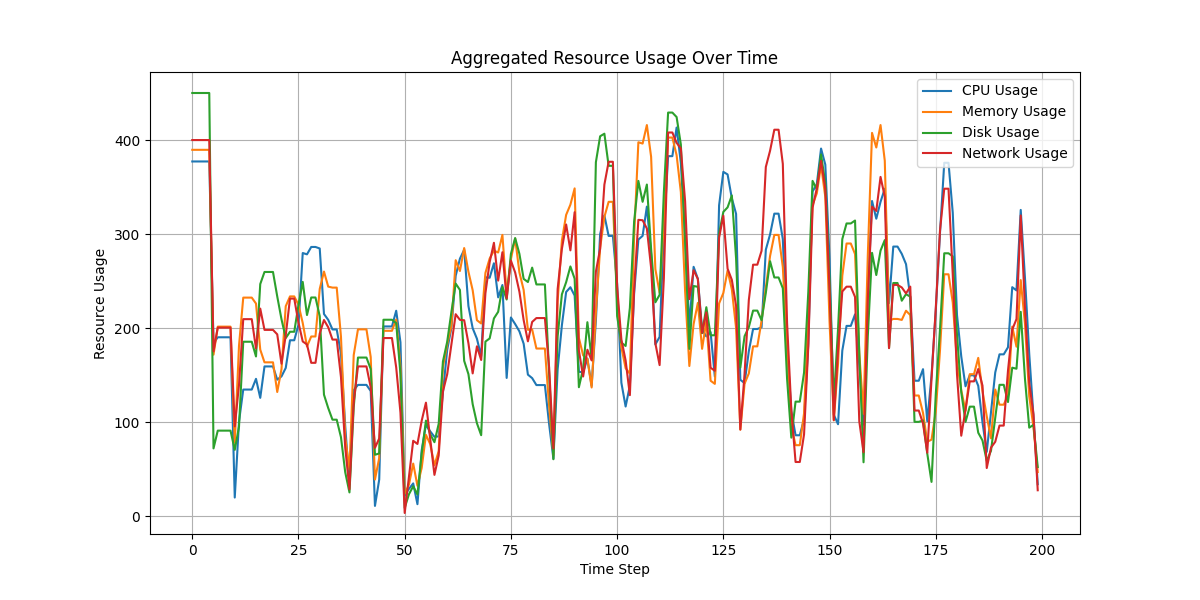 Aggregated Resource Usage Over Time
CPU Usage
Memory Usage
Disk Usage
Network Usage
Resource Usage
400
300
200
100
0
0 25 50 75 100 125 150 175 200
Time Step